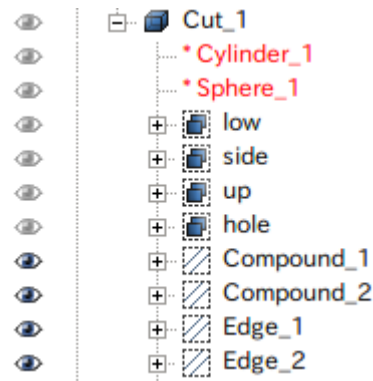 Cut_1
* Cylinder_1
* Sphere_1
low
side
up
hole
Compound_1
Compound_2
Edge_1
Edge_2